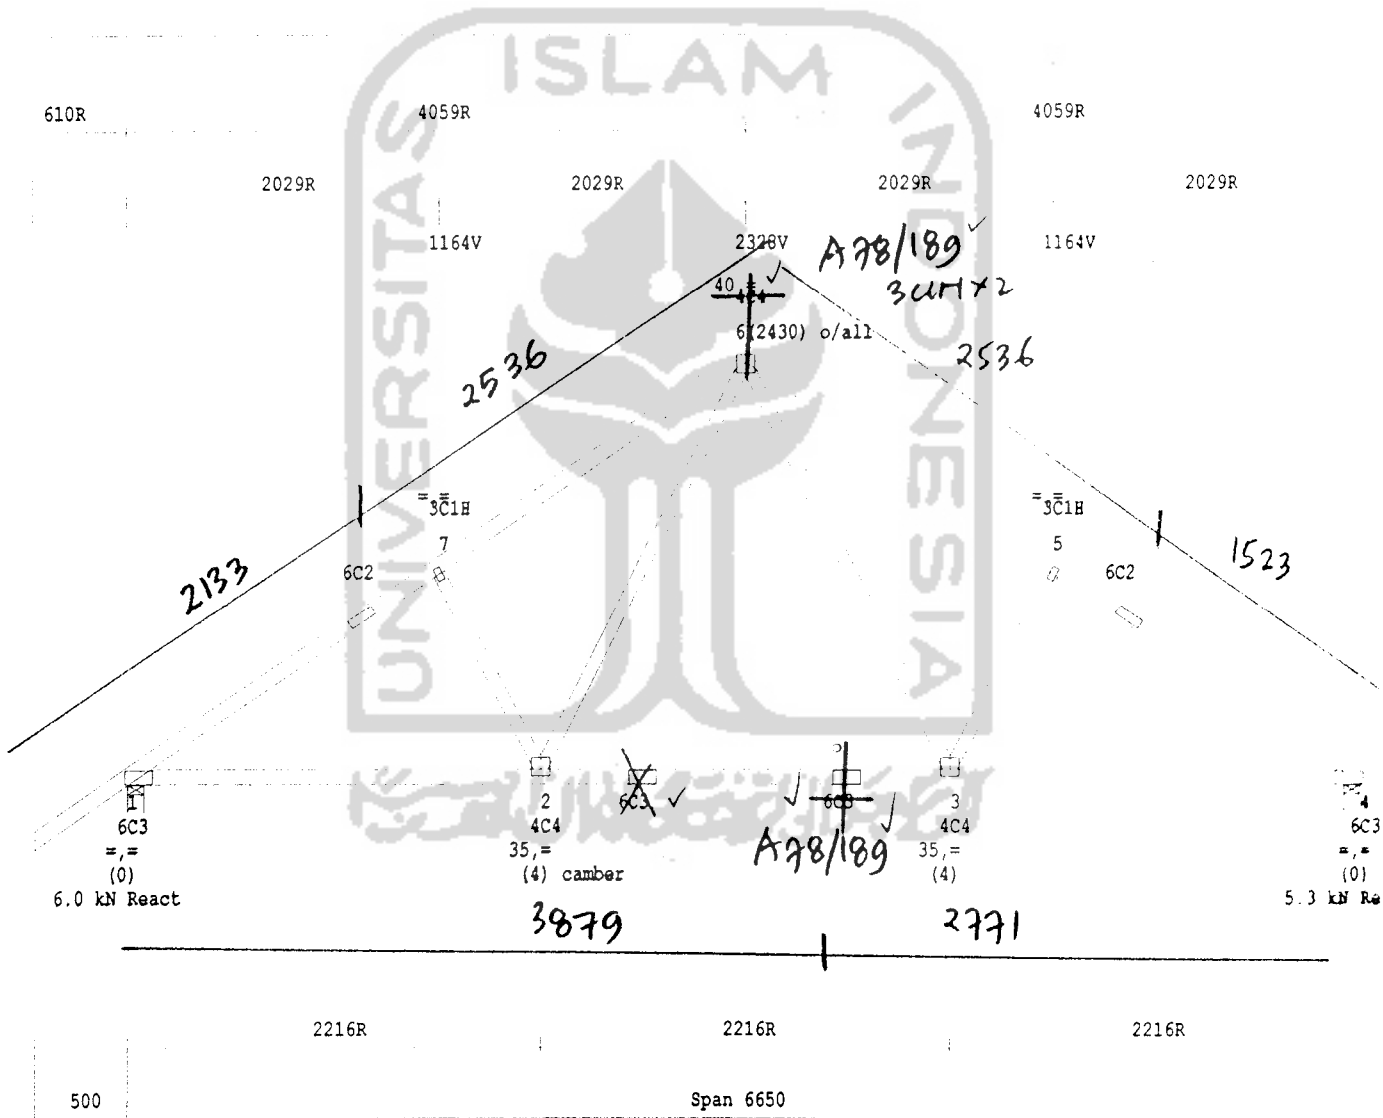 ISLAM
UNIVERSITAS
INDONESIA
610R 4059R 4059R
2029R 2029R 2029R 2029R
1164V 2328V 1164V
A78/189
3CIH x 2
40 =
4C4
6(2430) o/all
2536 2536
=,= =,=
3C1H 3C1H
7 5
6C2 6C2
2133 1523
1 2 6C3 6C3 3 4
6C3 4C4 4C4 6C3
A78/189
=,= 35,= 35,= =,=
(0) (4) camber (4) (0)
6.0 kN React 5.3 kN Re
3879 2771
2216R 2216R 2216R
500 Span 6650